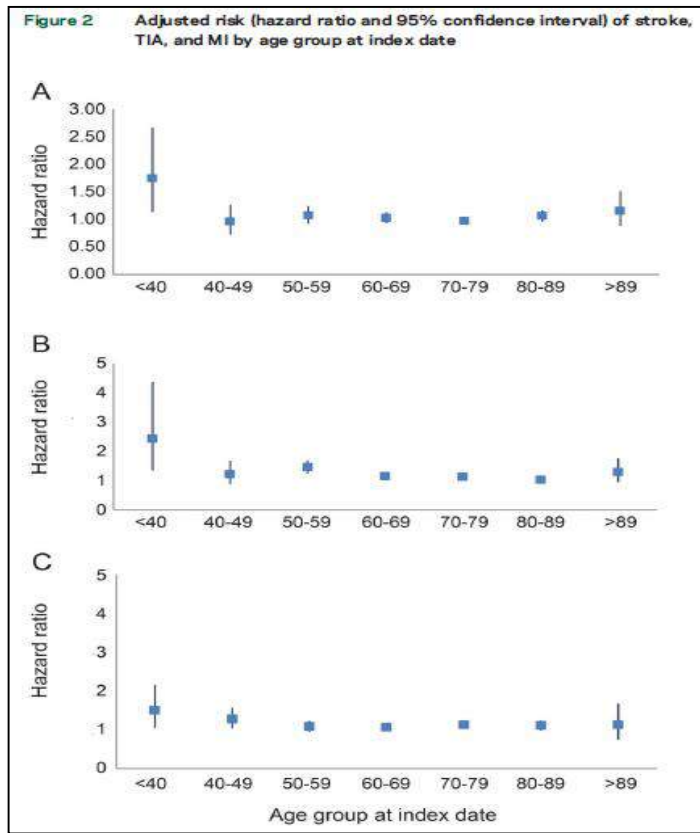 Figure 2 Adjusted risk (hazard ratio and 95% confidence interval) of stroke,
TIA, and MI by age group at index date
A
Hazard ratio
3.00
2.50
2.00
1.50
1.00
0.50
0.00
<40 40-49 50-59 60-69 70-79 80-89 >89
B
Hazard ratio
5
4
3
2
1
0
<40 40-49 50-59 60-69 70-79 80-89 >89
C
Hazard ratio
5
4
3
2
1
0
<40 40-49 50-59 60-69 70-79 80-89 >89
Age group at index date